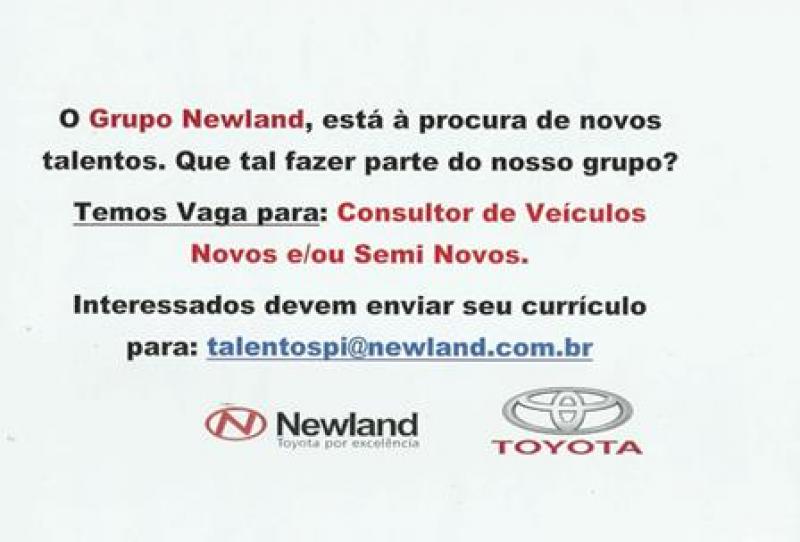 O Grupo Newland, está à procura de novos
talentos. Que tal fazer parte do nosso grupo?
Temos Vaga para: Consultor de Veículos
Novos e/ou Semi Novos.
Interessados devem enviar seu currículo
para: talentospi@newland.com.br
Newland
Toyota por excelência
TOYOTA